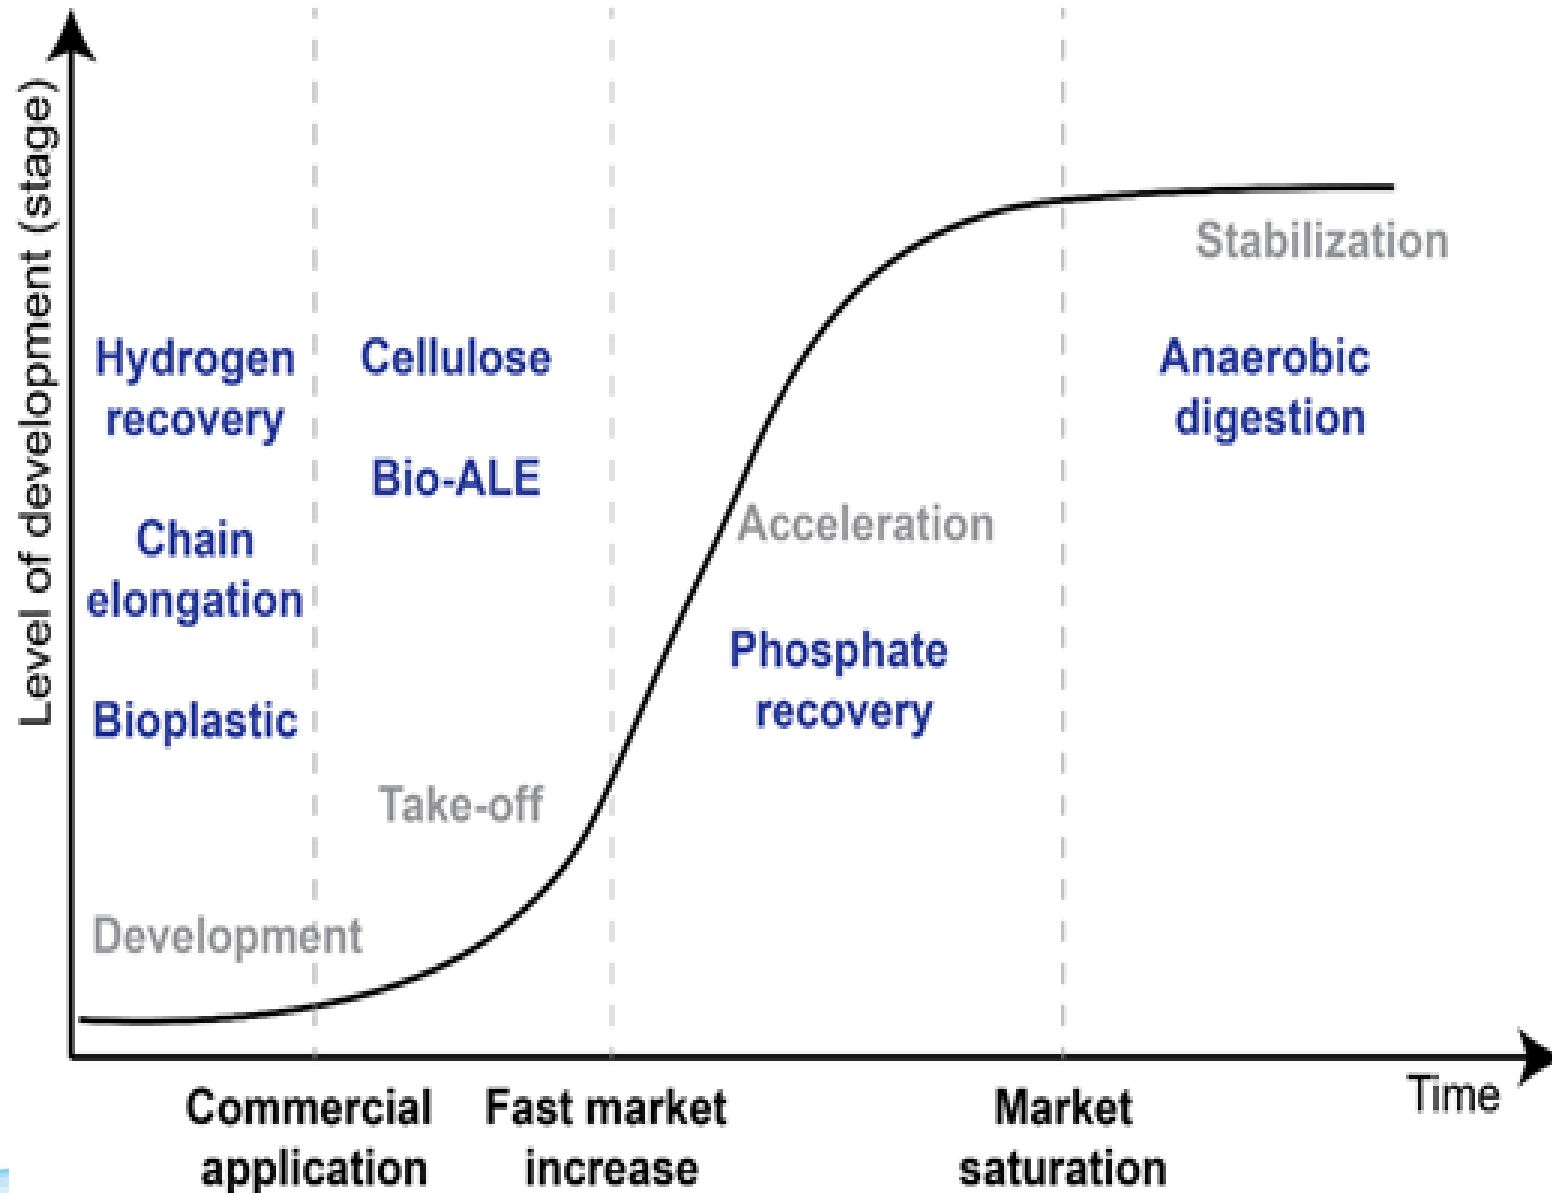 Level of development (stage)
Hydrogen
recovery
Chain
elongation
Bioplastic
Development
Cellulose
Bio-ALE
Take-off
Acceleration
Phosphate
recovery
Stabilization
Anaerobic
digestion
Commercial
application
Fast market
increase
Market
saturation
Time